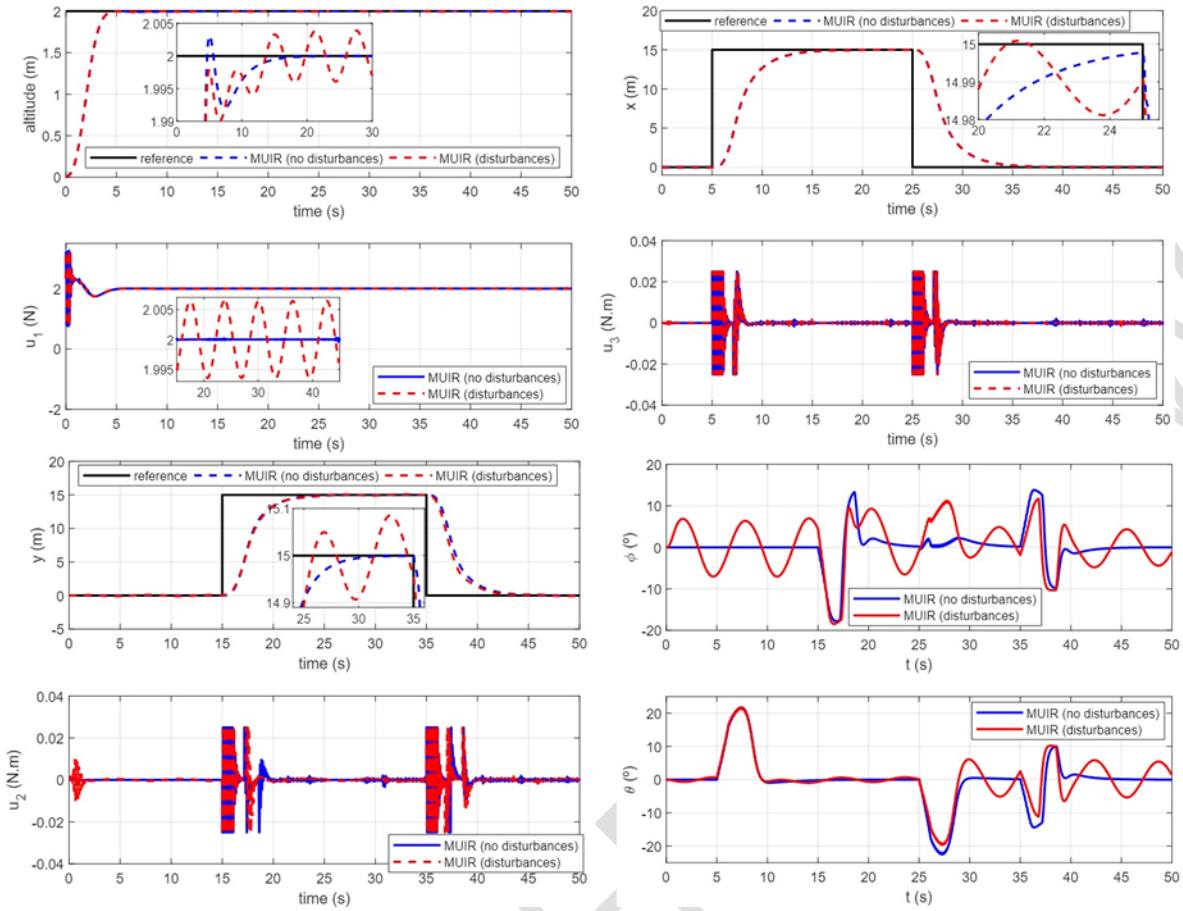 2
1.5
1
0.5
0
altitude (m)
2.005
2
1.995
1.99
0 10 20 30
reference MUIR (no disturbances) MUIR (disturbances)
0 5 10 15 20 25 30 35 40 45 50
time (s)
20
15
10
5
0
x (m)
reference MUIR (no disturbances) MUIR (disturbances)
15
14.99
14.98
20 22 24
0 5 10 15 20 25 30 35 40 45 50
time (s)
2
0
-2
u1 (N)
2.005
2
1.995
20 30 40
MUIR (no disturbances)
MUIR (disturbances)
0 5 10 15 20 25 30 35 40 45 50
time (s)
0.04
0.02
0
-0.02
-0.04
u3 (N.m)
MUIR (no disturbances
MUIR (disturbances)
0 5 10 15 20 25 30 35 40 45 50
time (s)
20
15
10
5
0
-5
y (m)
reference MUIR (no disturbances) MUIR (disturbances)
15.1
15
14.9
25 30 35
0 5 10 15 20 25 30 35 40 45 50
time (s)
20
10
0
-10
-20
ϕ (º)
MUIR (no disturbances)
MUIR (disturbances)
0 5 10 15 20 25 30 35 40 45 50
t (s)
0.04
0.02
0
-0.02
-0.04
u2 (N.m)
MUIR (no disturbances)
MUIR (disturbances)
0 5 10 15 20 25 30 35 40 45 50
time (s)
20
10
0
-10
-20
θ (º)
MUIR (no disturbances)
MUIR (disturbances)
0 5 10 15 20 25 30 35 40 45 50
t (s)